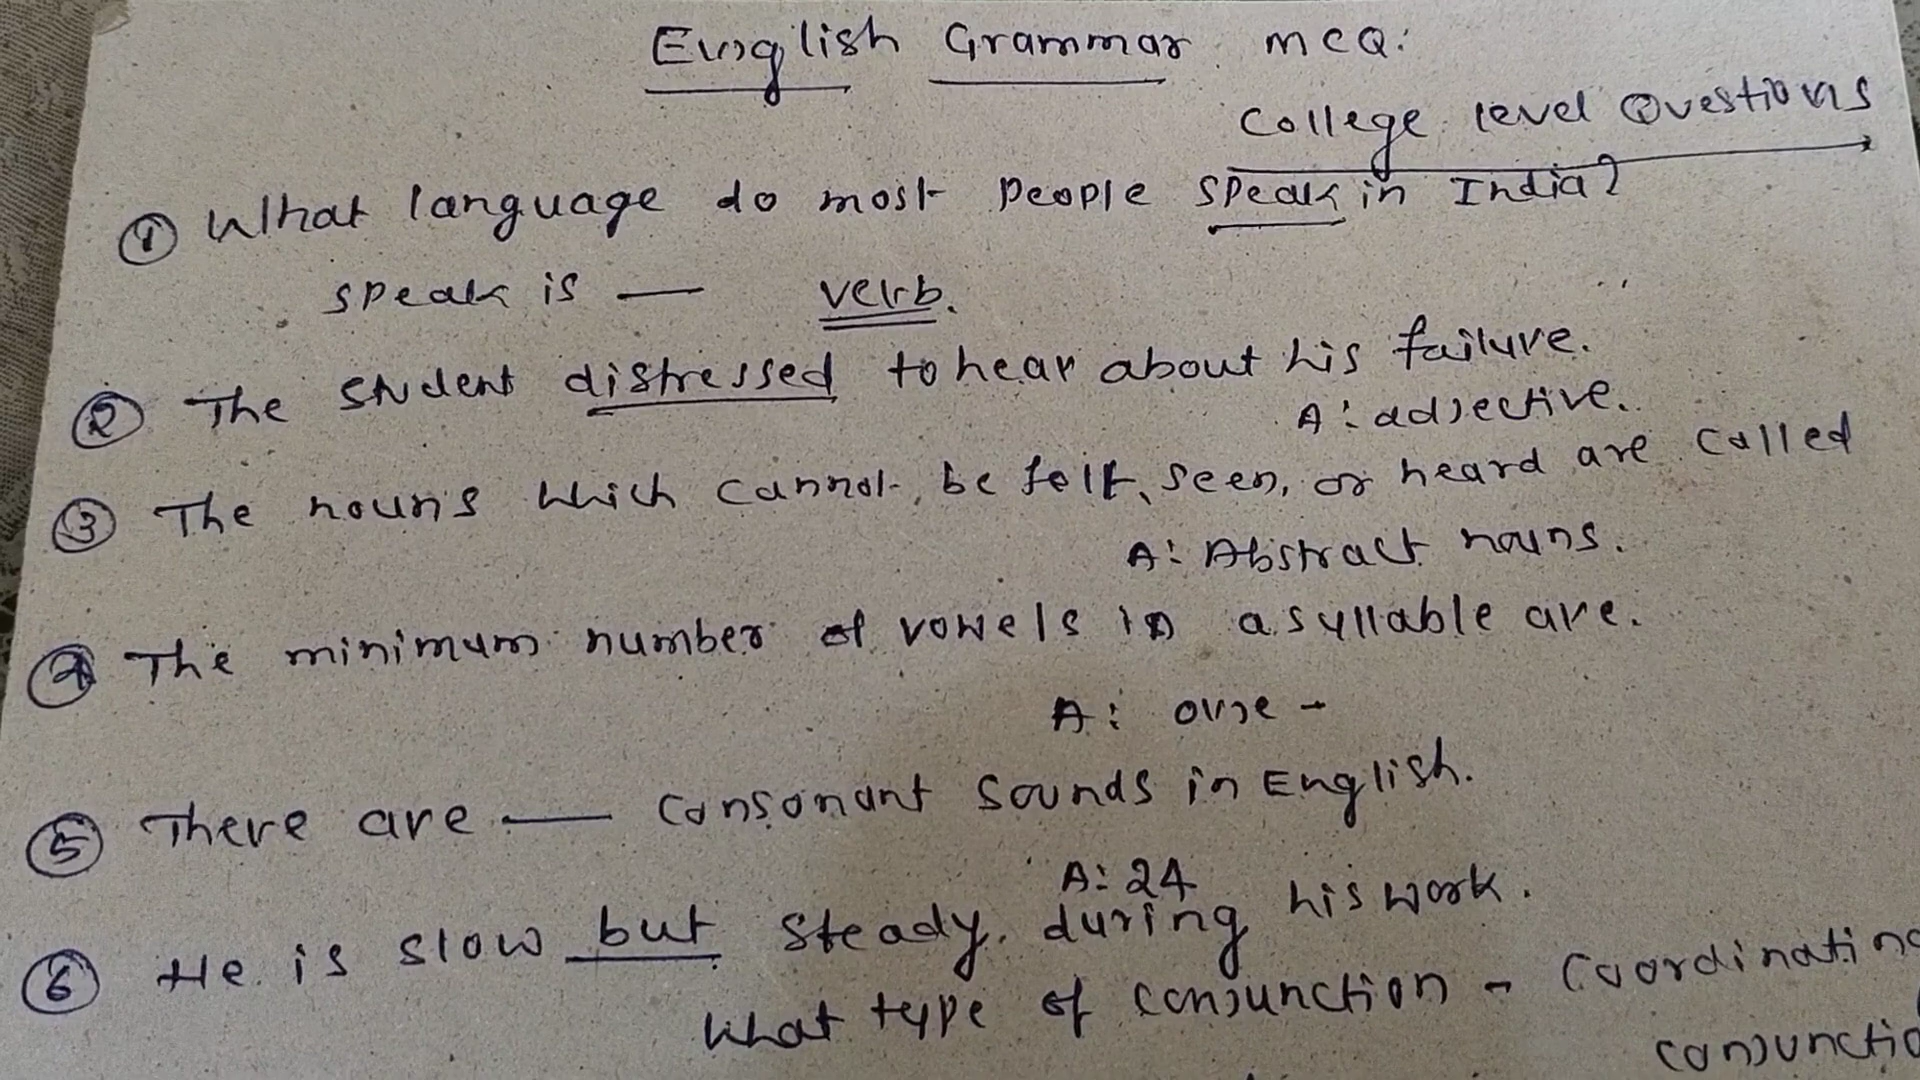 English Grammar MCQ:
College level Questions
① What language do most people speak in India?
speak is — verb.
② The student distressed to hear about his failure.
A: adjective.
③ The nouns which cannot be felt, seen, or heard are called
A: Abstract nouns.
④ The minimum number of vowels in a syllable are.
A: one -
⑤ There are — consonant sounds in English.
A: 24
⑥ He is slow but steady during his work.
What type of conjunction - Coordinating
conjunctio